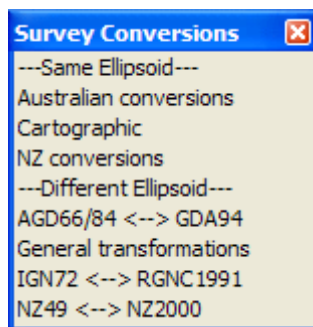 Survey Conversions
---Same Ellipsoid---
Australian conversions
Cartographic
NZ conversions
---Different Ellipsoid---
AGD66/84 <--> GDA94
General transformations
IGN72 <--> RGNC1991
NZ49 <--> NZ2000